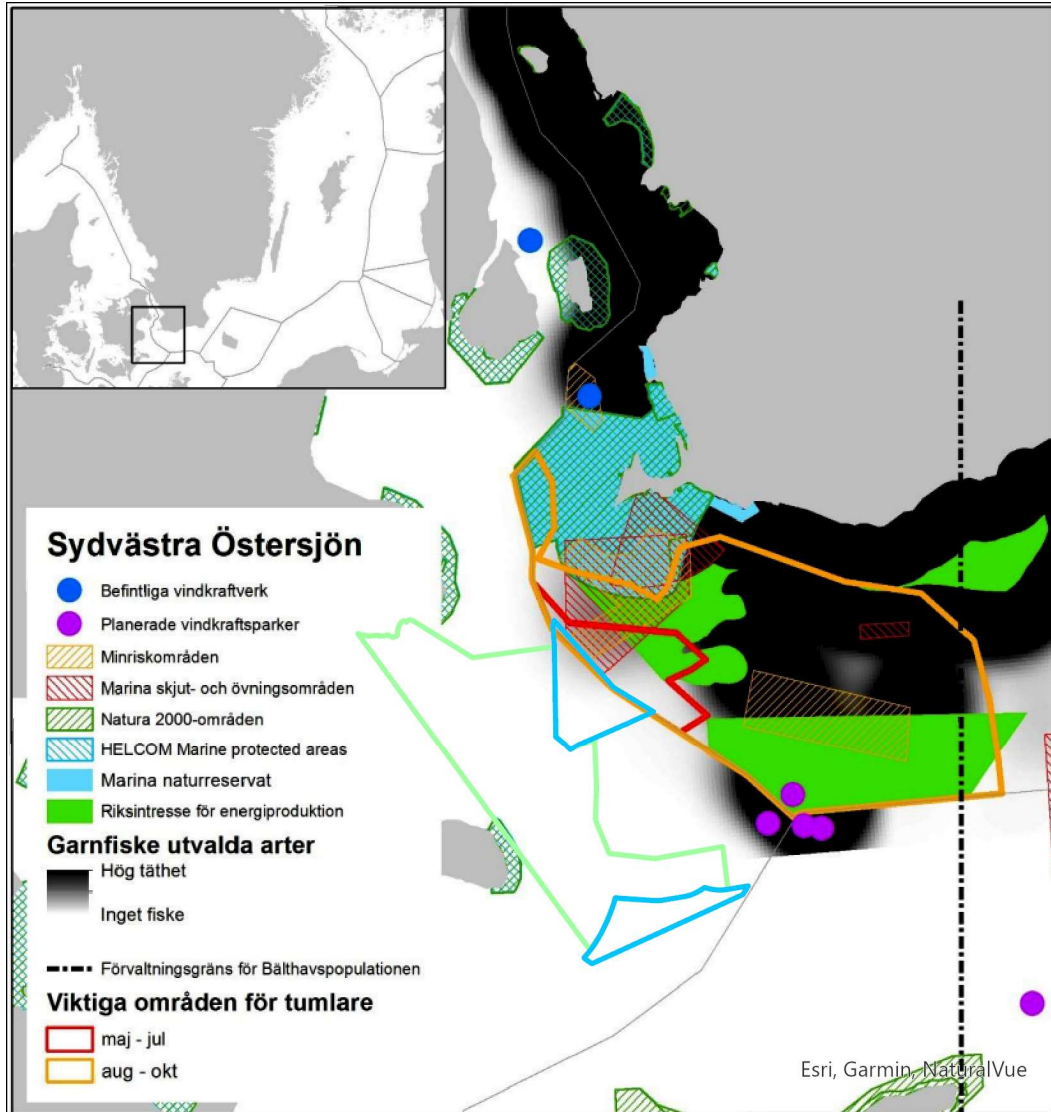 Sydvästra Östersjön
Befintliga vindkraftverk
Planerade vindkraftsparker
Minriskområden
Marina skjut- och övningsområden
Natura 2000-områden
HELCOM Marine protected areas
Marina naturreservat
Riksintresse för energiproduktion
Garnfiske utvalda arter
Hög täthet
Inget fiske
Förvaltningsgräns för Bälthavspopulationen
Viktiga områden för tumlare
maj - jul
aug - okt
Esri, Garmin, NaturalVue